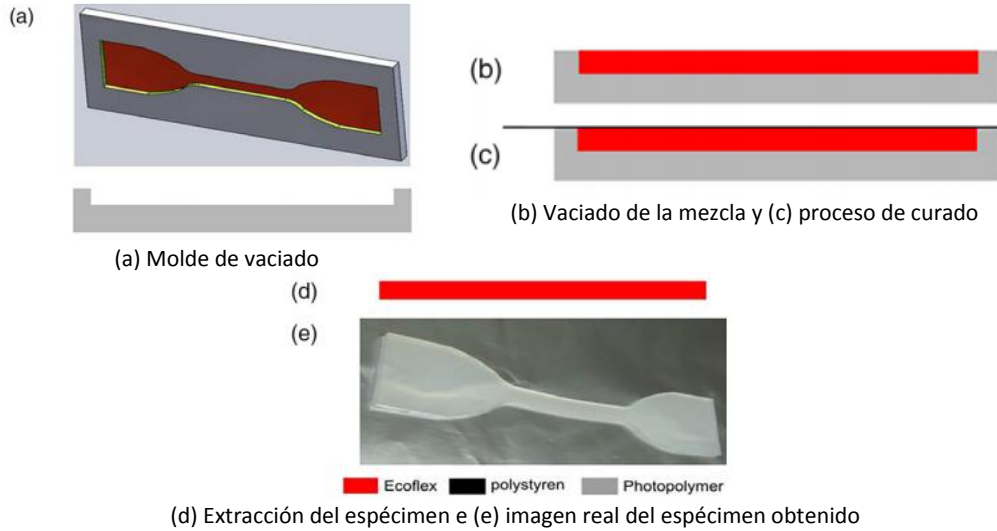 (a)
(b)
(c)
(b) Vaciado de la mezcla y (c) proceso de curado
(a) Molde de vaciado
(d)
(e)
Ecoflex polystyren Photopolymer
(d) Extracción del espécimen e (e) imagen real del espécimen obtenido